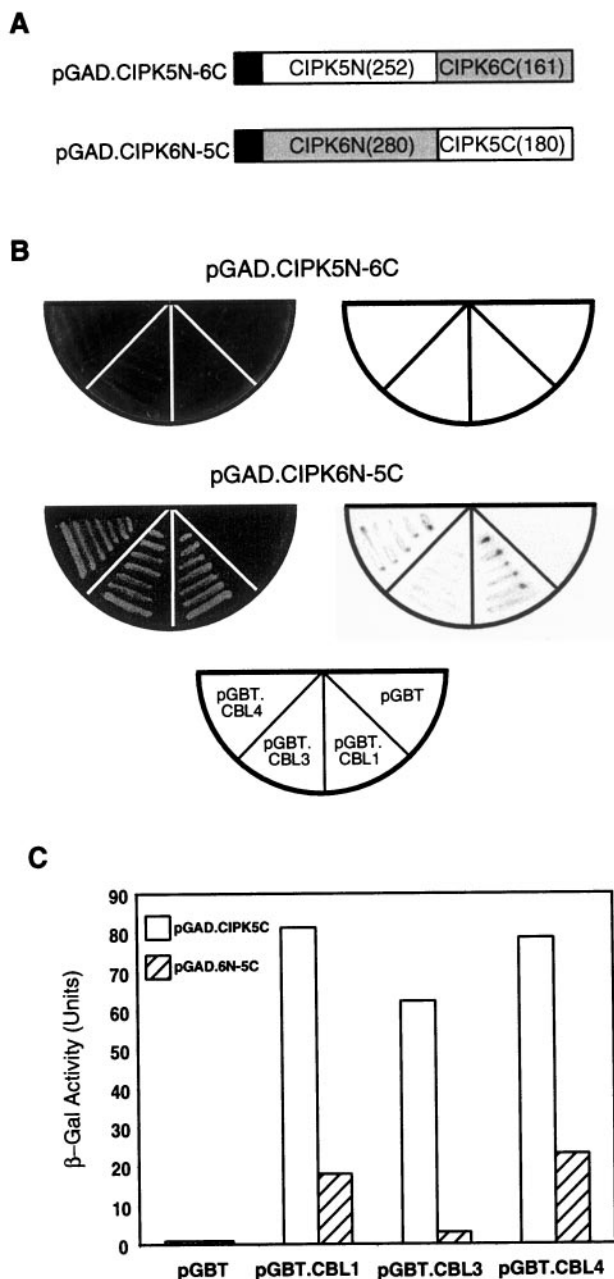 A
pGAD.CIPK5N-6C
CIPK5N(252)
CIPK6C(161)
pGAD.CIPK6N-5C
CIPK6N(280)
CIPK5C(180)
B
pGAD.CIPK5N-6C
pGAD.CIPK6N-5C
pGBT.
CBL4
pGBT.
CBL3
pGBT.
CBL1
pGBT
C
90
80
70
60
50
40
30
20
10
0
β-Gal Activity (Units)
pGAD.CIPK5C
pGAD.6N-5C
pGBT
pGBT.CBL1
pGBT.CBL3
pGBT.CBL4